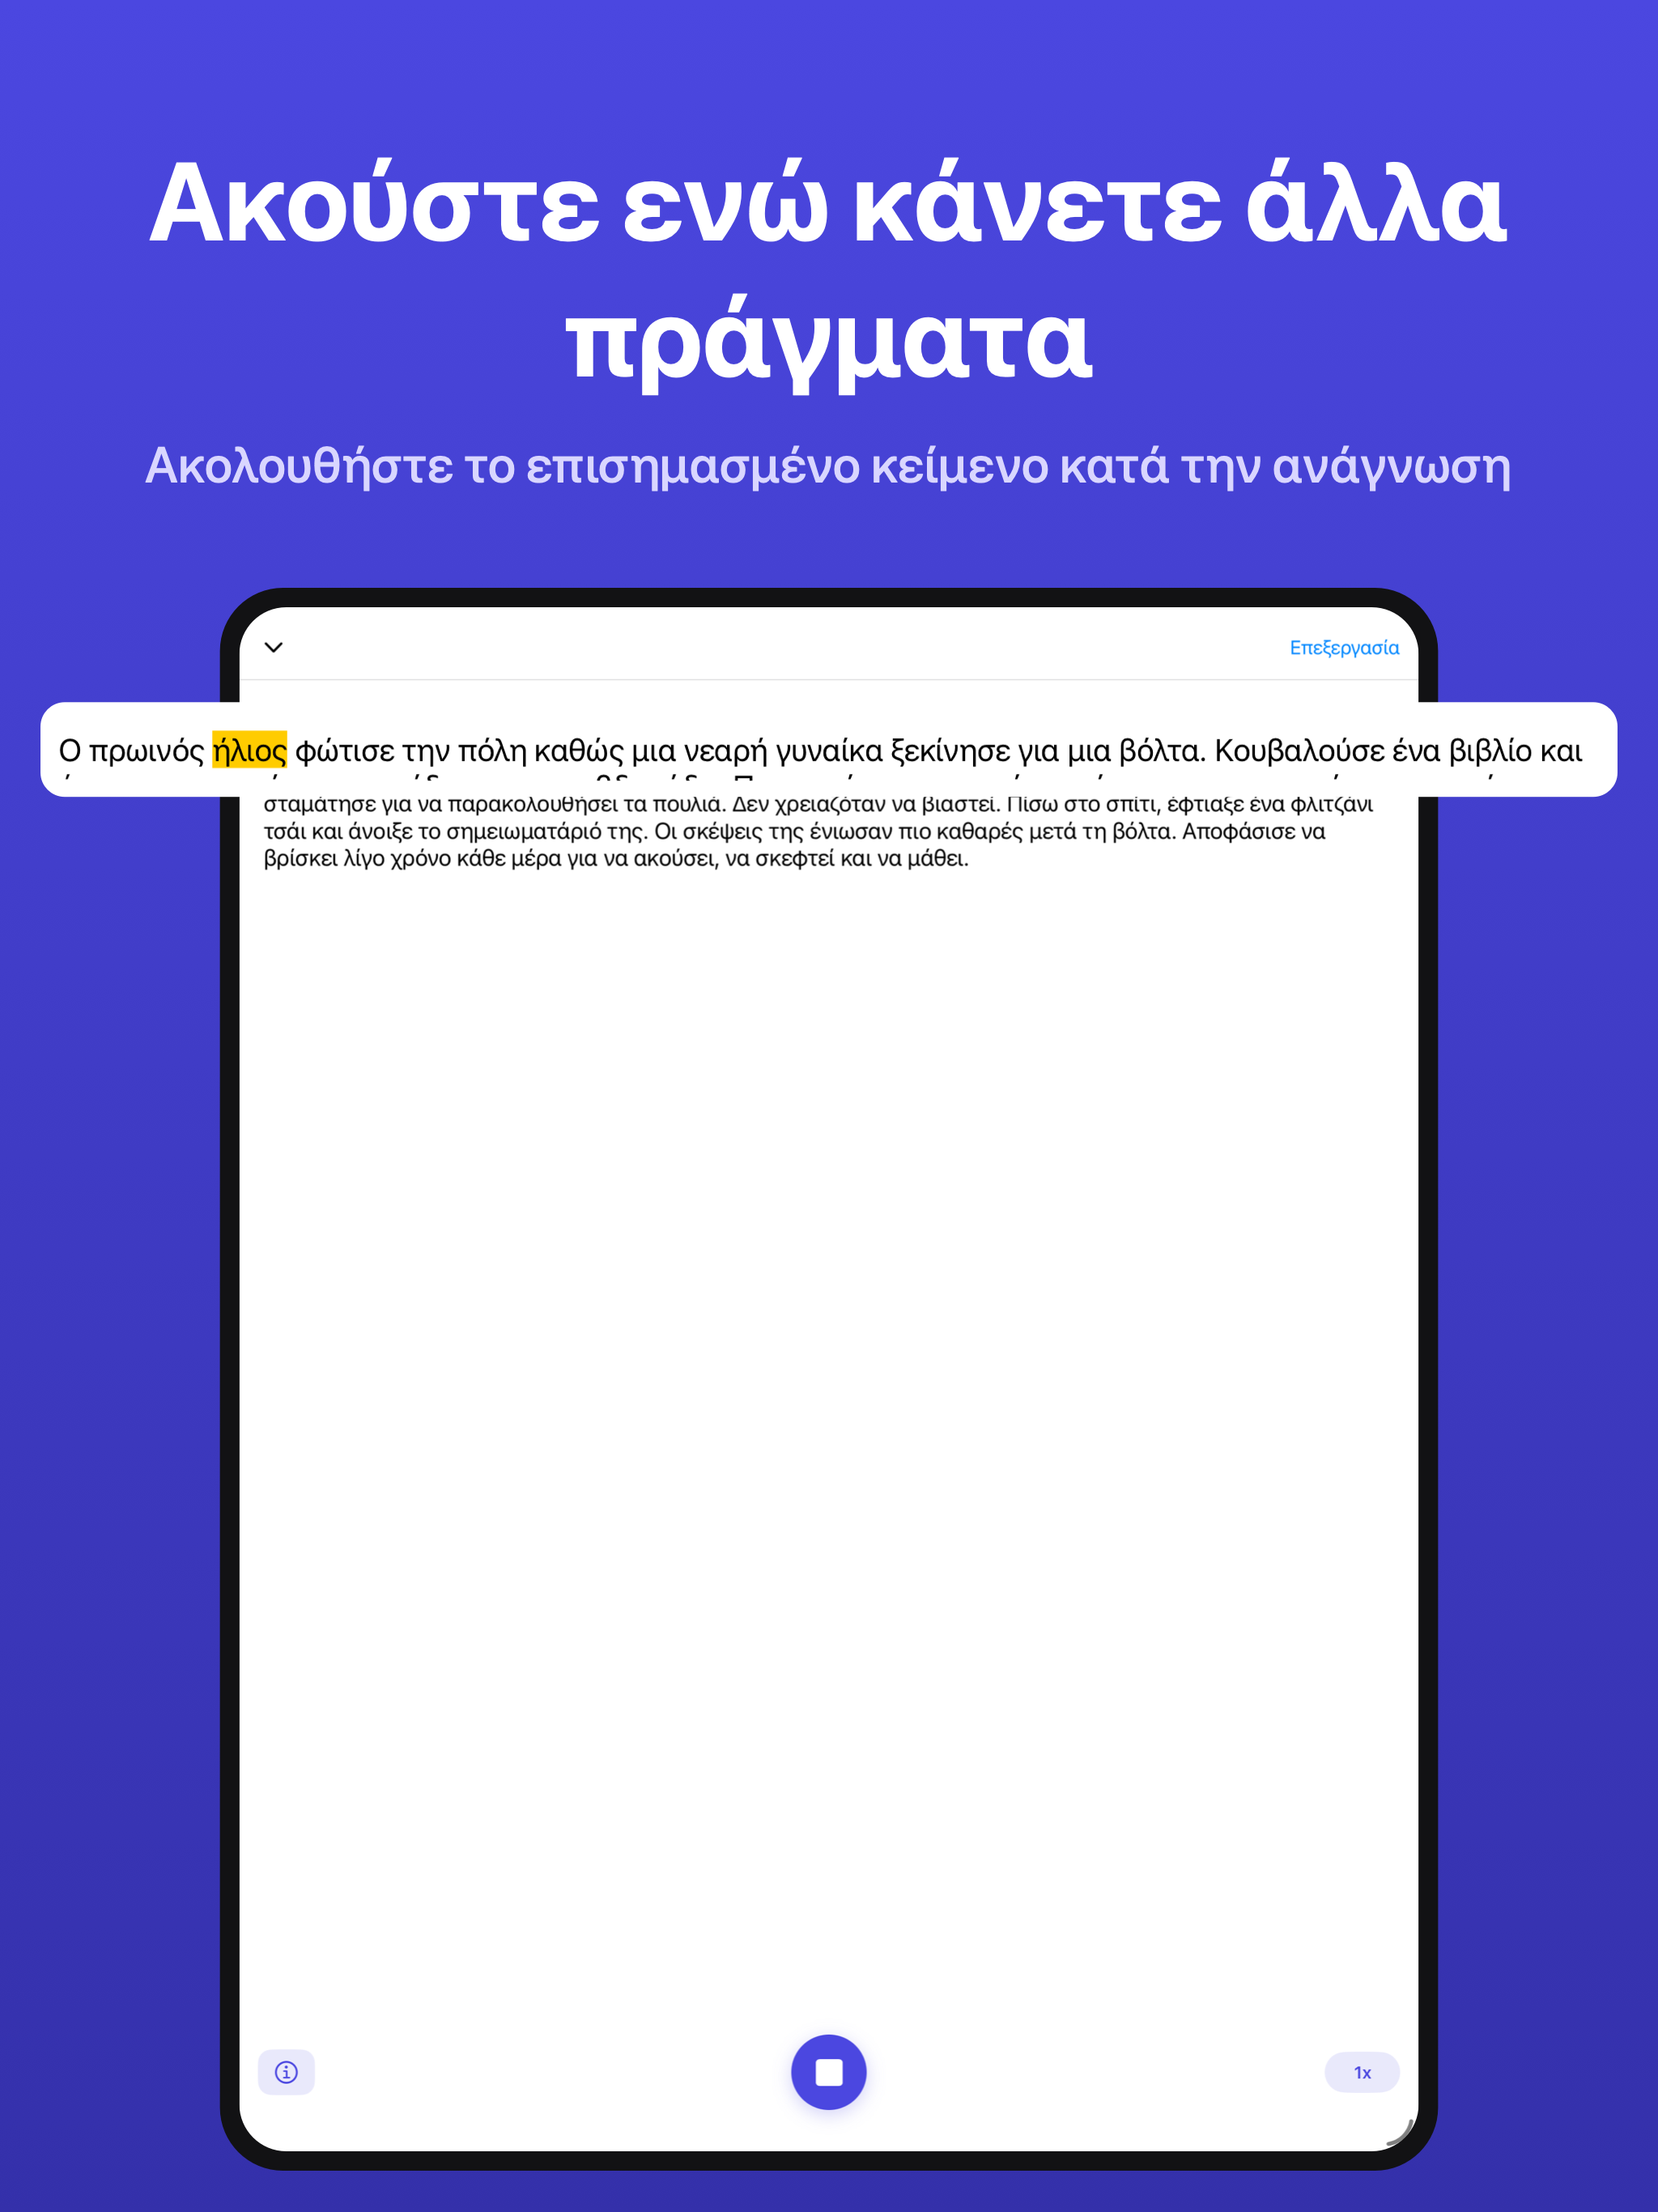 Ακούστε ενώ κάνετε άλλα
πράγματα
Ακολουθήστε το επισημασμένο κείμενο κατά την ανάγνωση
Επεξεργασία
Ο πρωινός ήλιος φώτισε την πόλη καθώς μια νεαρή γυναίκα ξεκίνησε για μια βόλτα. Κουβαλούσε ένα βιβλίο και
σταμάτησε για να παρακολουθήσει τα πουλιά. Δεν χρειαζόταν να βιαστεί. Πίσω στο σπίτι, έφτιαξε ένα φλιτζάνι
τσάι και άνοιξε το σημειωματάριό της. Οι σκέψεις της ένιωσαν πιο καθαρές μετά τη βόλτα. Αποφάσισε να
βρίσκει λίγο χρόνο κάθε μέρα για να ακούσει, να σκεφτεί και να μάθει.
1x